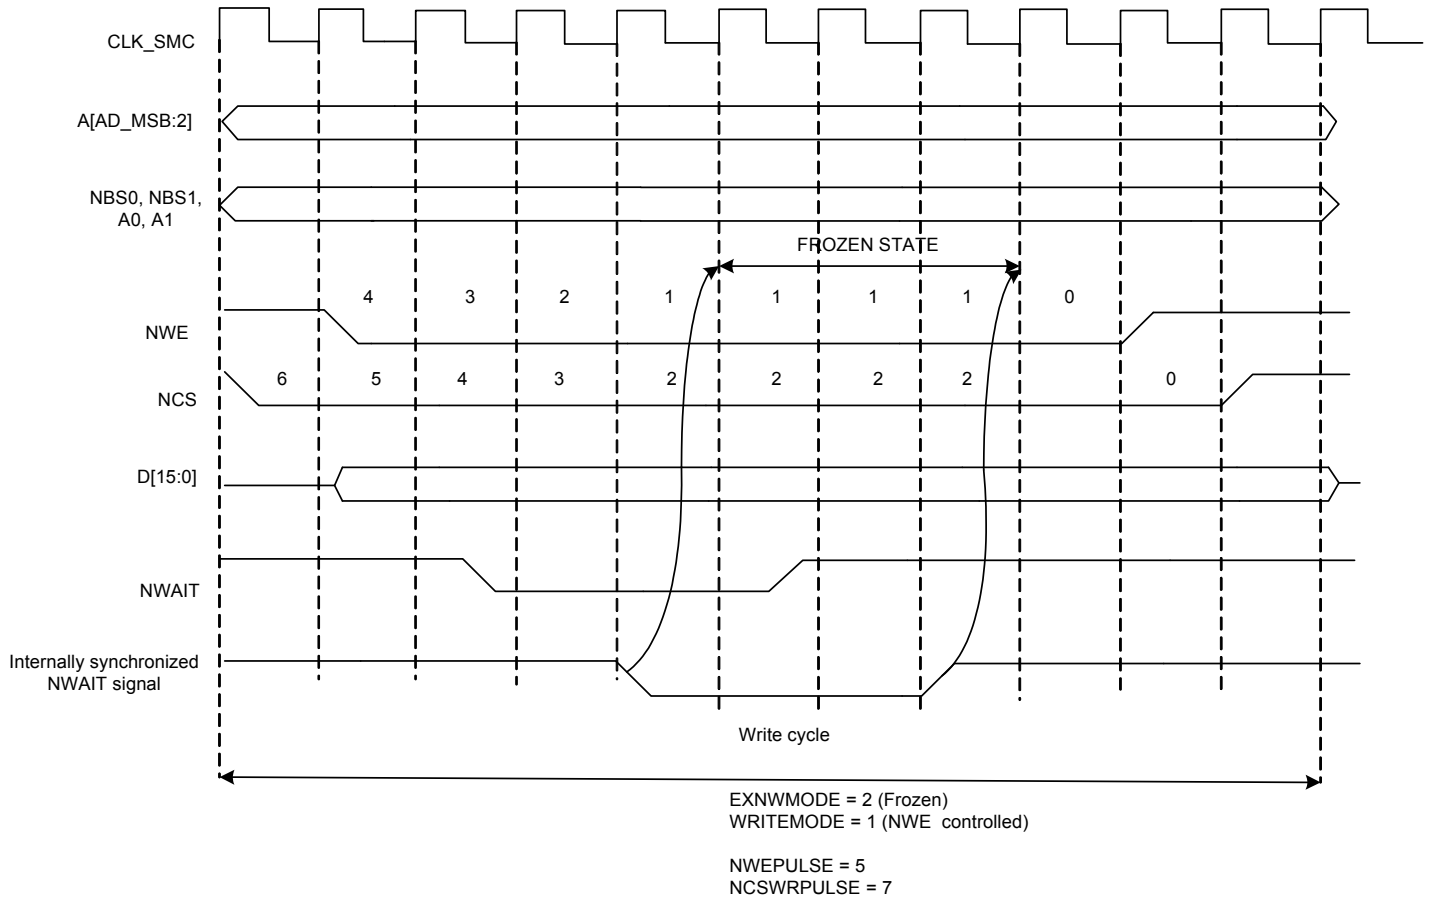 CLK_SMC
A[AD_MSB:2]
NBS0, NBS1,
A0, A1
FROZEN STATE
4 3 2 1 1 1 1 0
NWE
6 5 4 3 2 2 2 2 0
NCS
D[15:0]
NWAIT
Internally synchronized
NWAIT signal
Write cycle
EXNWMODE = 2 (Frozen)
WRITEMODE = 1 (NWE controlled)
NWEPULSE = 5
NCSWRPULSE = 7